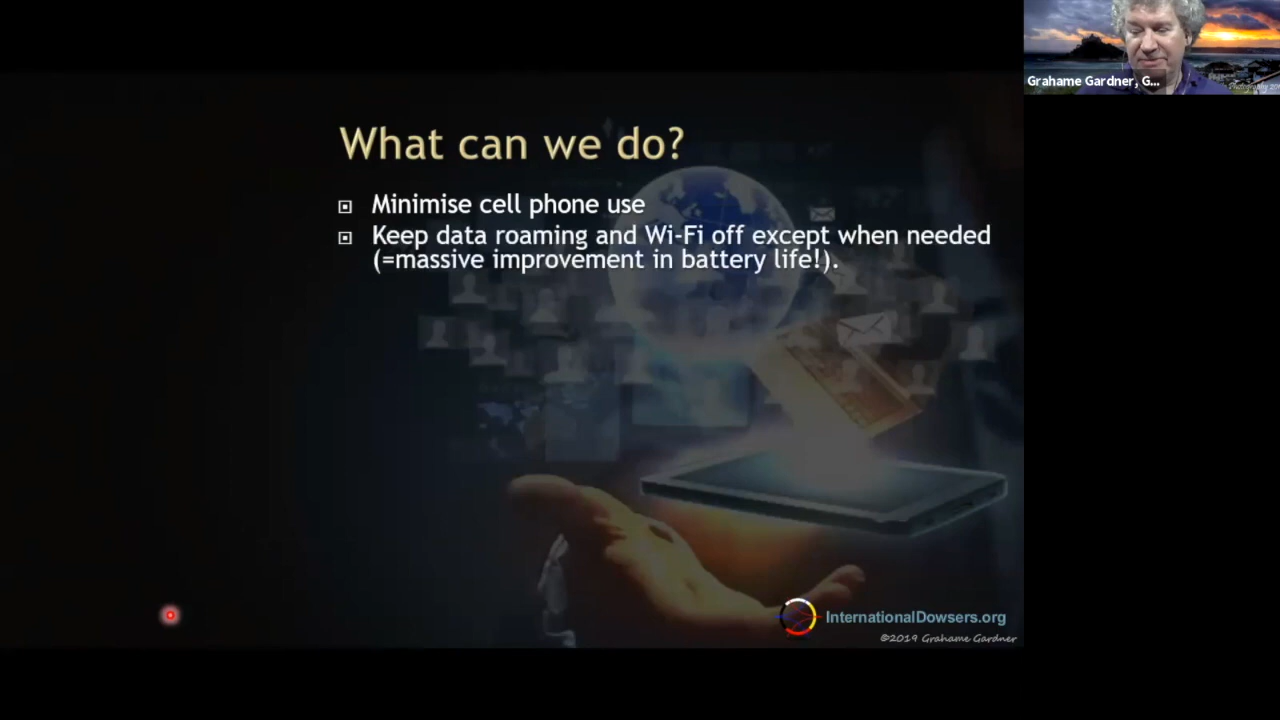 Grahame Gardner, G...
What can we do?
Minimise cell phone use
Keep data roaming and Wi-Fi off except when needed
(=massive improvement in battery life!).
InternationalDowsers.org
©2019 Grahame Gardner